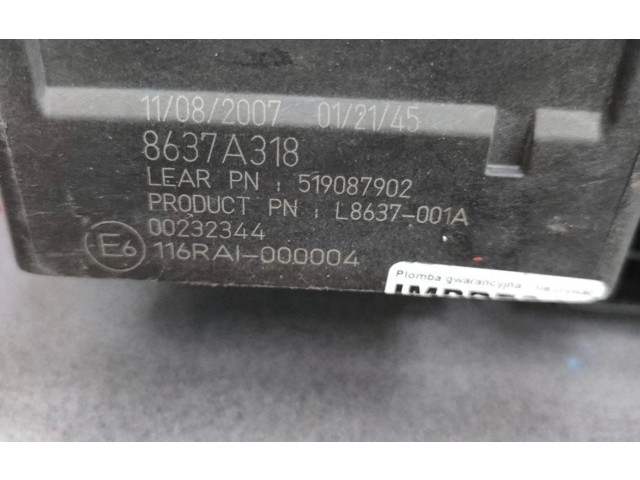 11/08/2007 01/21/45
8637A318
LEAR PN : 519087902
PRODUCT PN : L8637-001A
00232344
E6 116RAI-000004
Plomba gwarancyjna